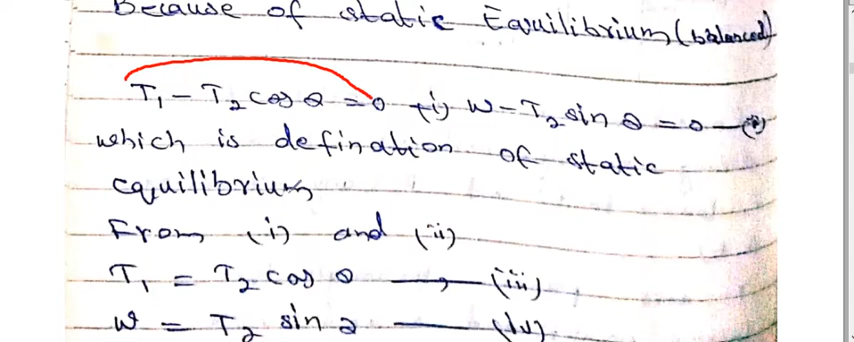 Because of static Equilibrium (balanced)
T₁ - T₂ cos θ = 0 (i) w - T₂ sin θ = 0 — (ii)
which is defination of static
equilibrium
From (i) and (ii)
T₁ = T₂ cos θ → (iii)
w = T₂ sin θ — (iv)